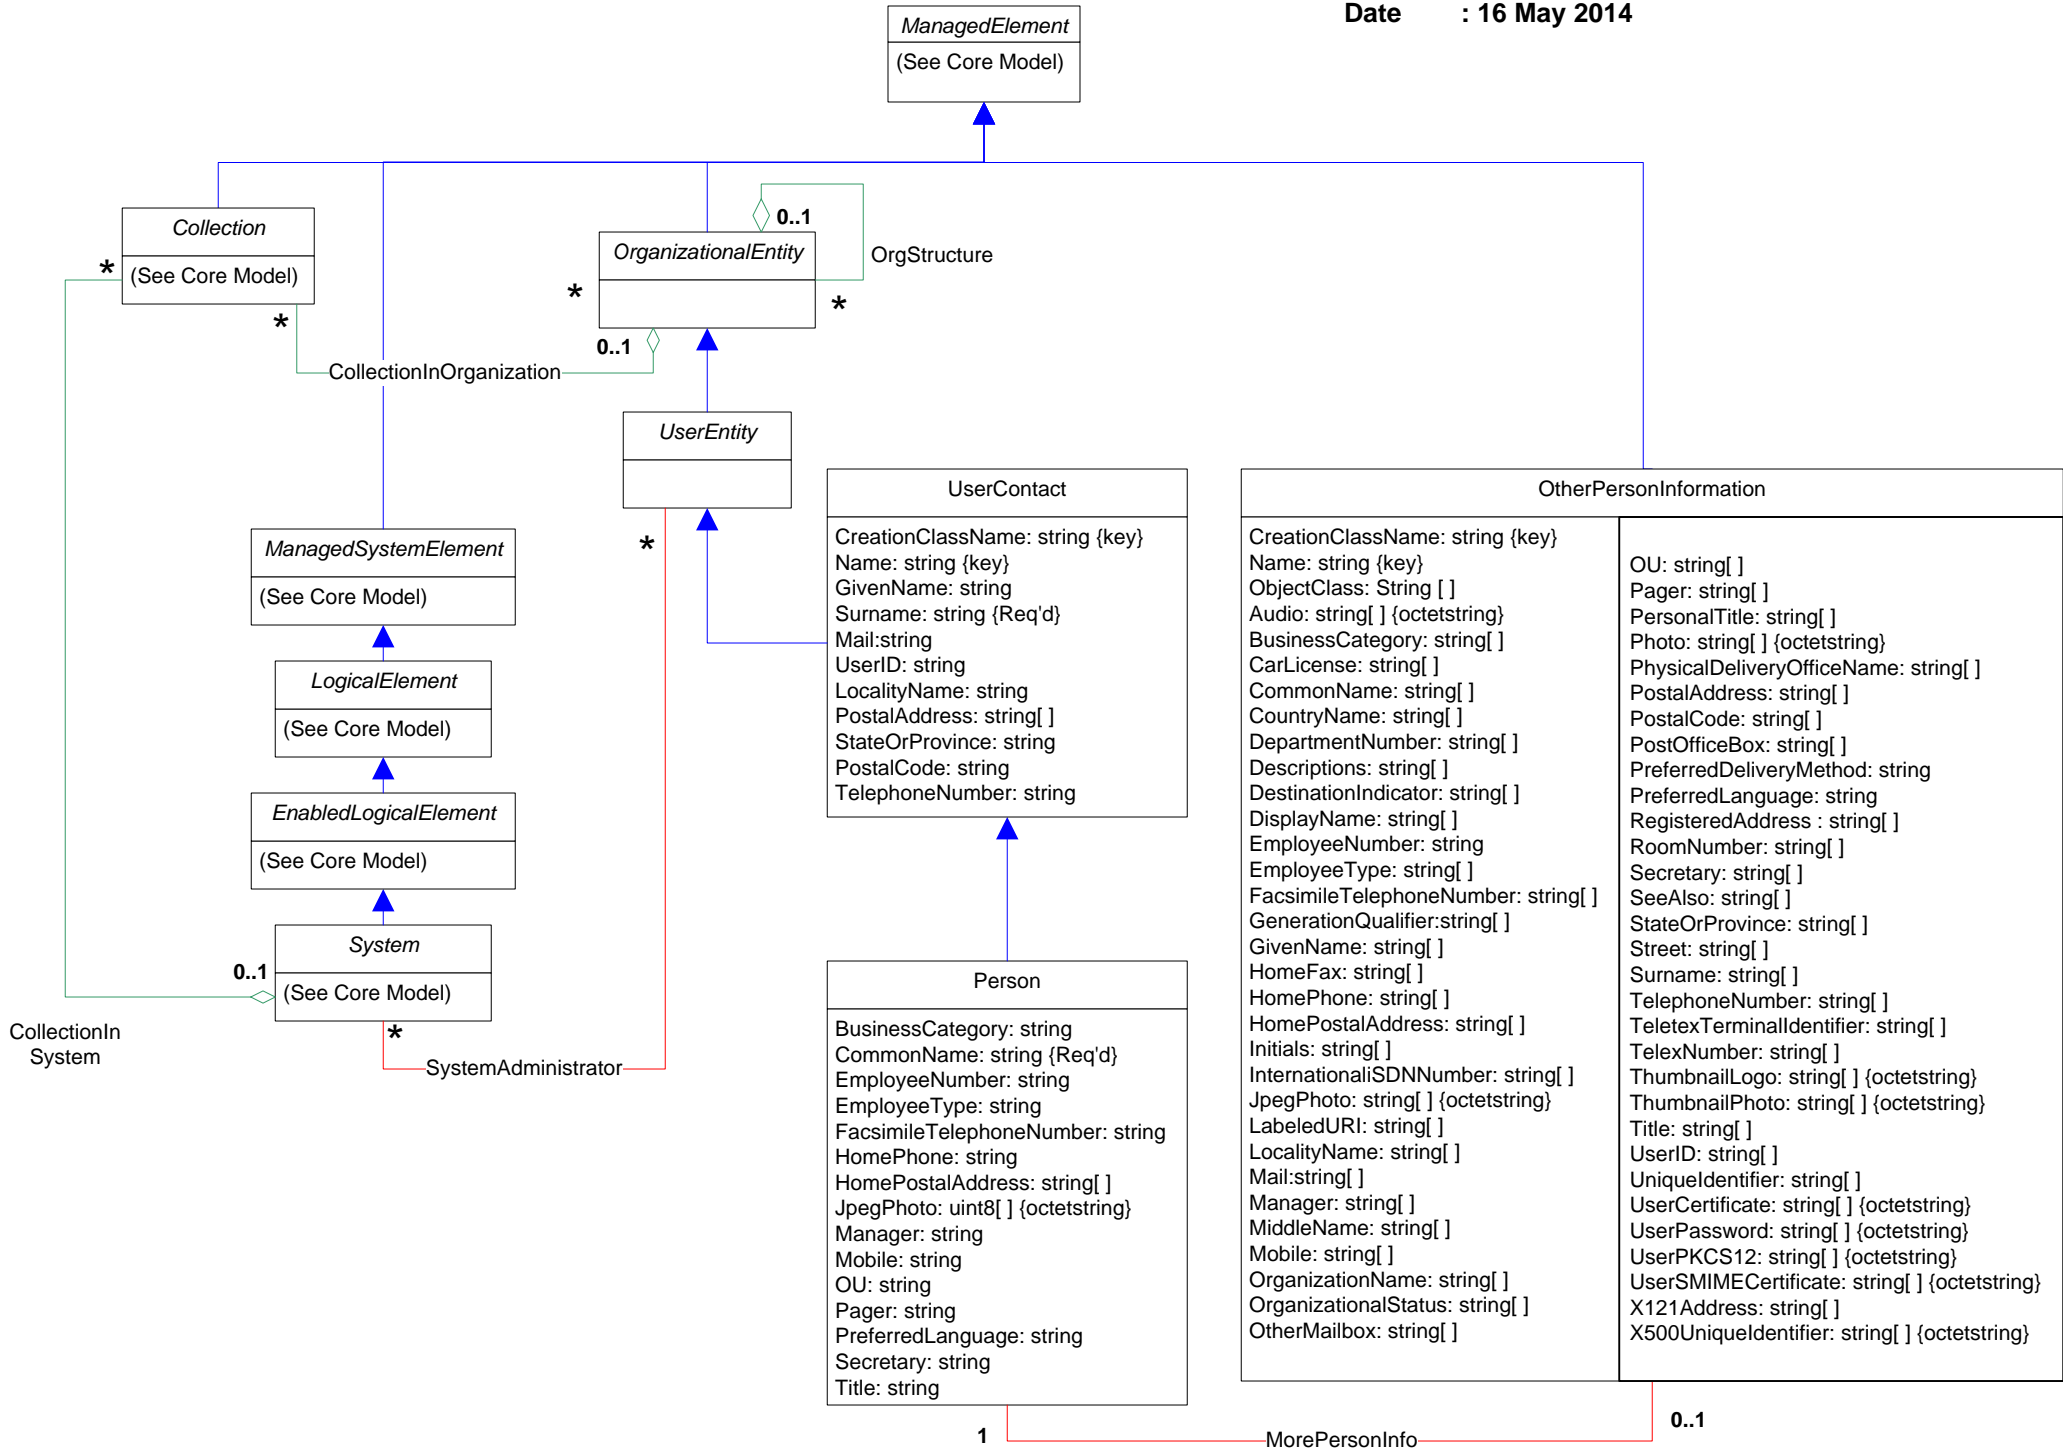 Date : 16 May 2014
ManagedElement
(See Core Model)
Collection
(See Core Model)
*
*
0..1
OrganizationalEntity
OrgStructure
*
*
0..1
CollectionInOrganization
UserEntity
*
ManagedSystemElement
(See Core Model)
LogicalElement
(See Core Model)
EnabledLogicalElement
(See Core Model)
System
(See Core Model)
0..1
*
CollectionIn
System
SystemAdministrator
UserContact
CreationClassName: string {key}
Name: string {key}
GivenName: string
Surname: string {Req'd}
Mail:string
UserID: string
LocalityName: string
PostalAddress: string[ ]
StateOrProvince: string
PostalCode: string
TelephoneNumber: string
Person
BusinessCategory: string
CommonName: string {Req'd}
EmployeeNumber: string
EmployeeType: string
FacsimileTelephoneNumber: string
HomePhone: string
HomePostalAddress: string[ ]
JpegPhoto: uint8[ ] {octetstring}
Manager: string
Mobile: string
OU: string
Pager: string
PreferredLanguage: string
Secretary: string
Title: string
OtherPersonInformation
CreationClassName: string {key}
Name: string {key}
ObjectClass: String [ ]
Audio: string[ ] {octetstring}
BusinessCategory: string[ ]
CarLicense: string[ ]
CommonName: string[ ]
CountryName: string[ ]
DepartmentNumber: string[ ]
Descriptions: string[ ]
DestinationIndicator: string[ ]
DisplayName: string[ ]
EmployeeNumber: string
EmployeeType: string[ ]
FacsimileTelephoneNumber: string[ ]
GenerationQualifier:string[ ]
GivenName: string[ ]
HomeFax: string[ ]
HomePhone: string[ ]
HomePostalAddress: string[ ]
Initials: string[ ]
InternationaliSDNNumber: string[ ]
JpegPhoto: string[ ] {octetstring}
LabeledURI: string[ ]
LocalityName: string[ ]
Mail:string[ ]
Manager: string[ ]
MiddleName: string[ ]
Mobile: string[ ]
OrganizationName: string[ ]
OrganizationalStatus: string[ ]
OtherMailbox: string[ ]
OU: string[ ]
Pager: string[ ]
PersonalTitle: string[ ]
Photo: string[ ] {octetstring}
PhysicalDeliveryOfficeName: string[ ]
PostalAddress: string[ ]
PostalCode: string[ ]
PostOfficeBox: string[ ]
PreferredDeliveryMethod: string
PreferredLanguage: string
RegisteredAddress : string[ ]
RoomNumber: string[ ]
Secretary: string[ ]
SeeAlso: string[ ]
StateOrProvince: string[ ]
Street: string[ ]
Surname: string[ ]
TelephoneNumber: string[ ]
TeletexTerminalIdentifier: string[ ]
TelexNumber: string[ ]
ThumbnailLogo: string[ ] {octetstring}
ThumbnailPhoto: string[ ] {octetstring}
Title: string[ ]
UserID: string[ ]
UniqueIdentifier: string[ ]
UserCertificate: string[ ] {octetstring}
UserPassword: string[ ] {octetstring}
UserPKCS12: string[ ] {octetstring}
UserSMIMECertificate: string[ ] {octetstring}
X121Address: string[ ]
X500UniqueIdentifier: string[ ] {octetstring}
1
MorePersonInfo
0..1